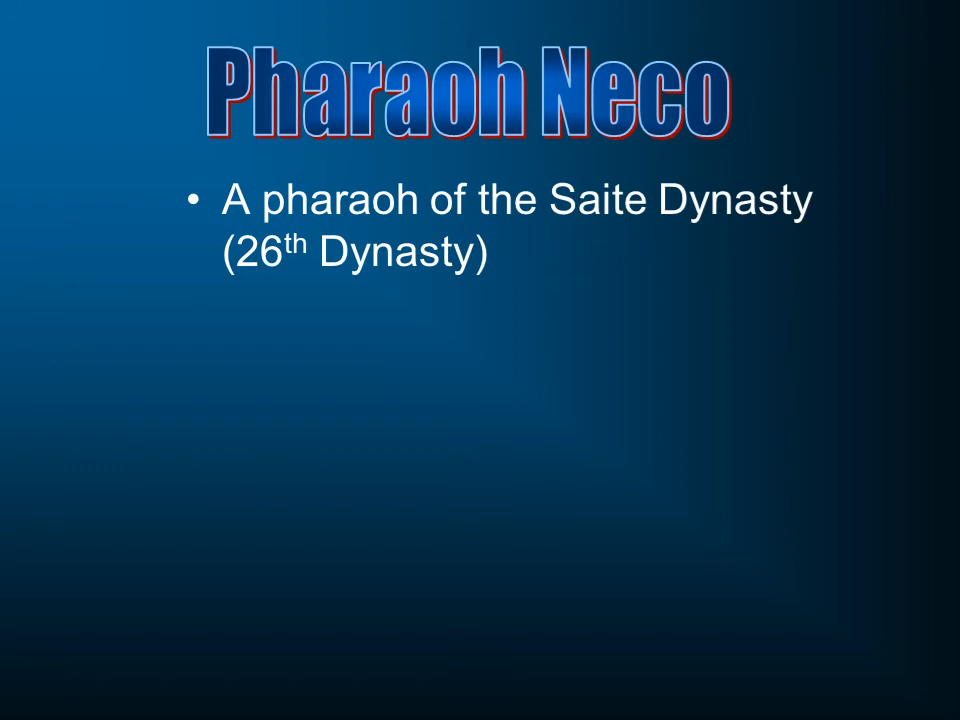 Pharaoh Neco
• A pharaoh of the Saite Dynasty
(26th Dynasty)